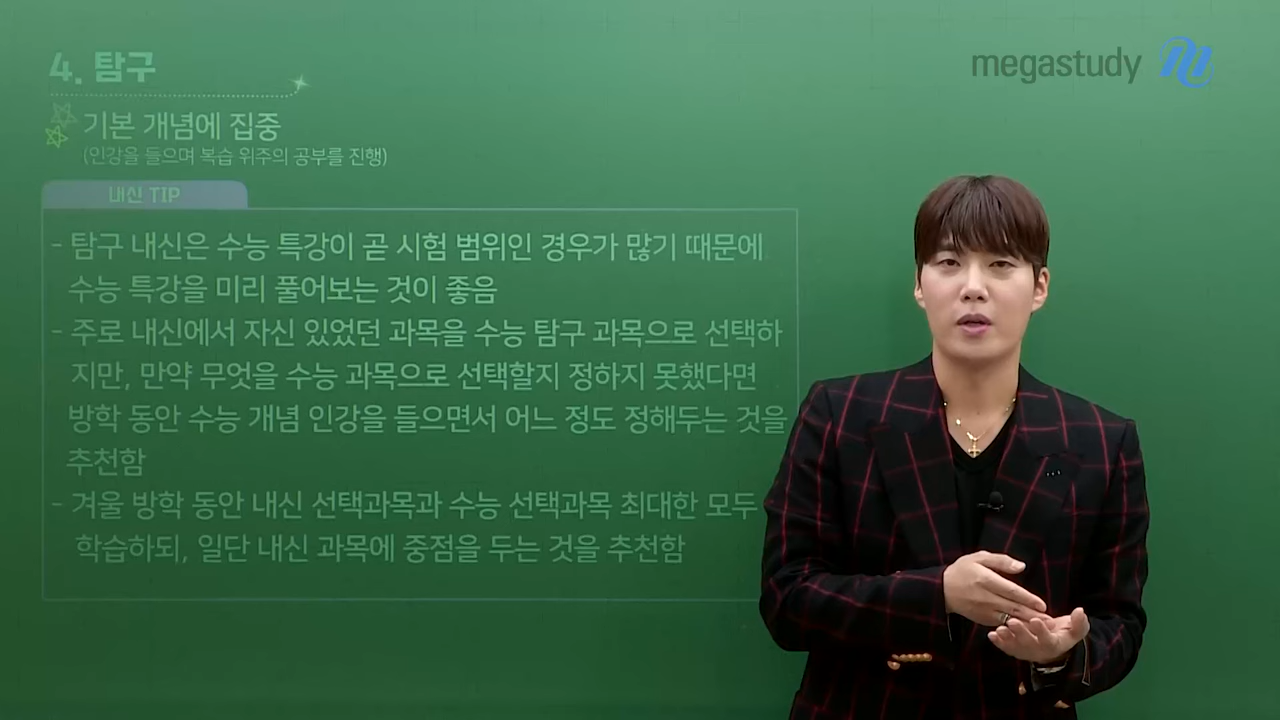 4. 탐구
megastudy
기본 개념에 집중
(인강을 들으며 복습 위주의 공부를 진행)
내신 TIP
- 탐구 내신은 수능 특강이 곧 시험 범위인 경우가 많기 때문에
수능 특강을 미리 풀어보는 것이 좋음
- 주로 내신에서 자신 있었던 과목을 수능 탐구 과목으로 선택하
지만, 만약 무엇을 수능 과목으로 선택할지 정하지 못했다면
방학 동안 수능 개념 인강을 들으면서 어느 정도 정해두는 것을
추천함
- 겨울 방학 동안 내신 선택과목과 수능 선택과목 최대한 모두
학습하되, 일단 내신 과목에 중점을 두는 것을 추천함